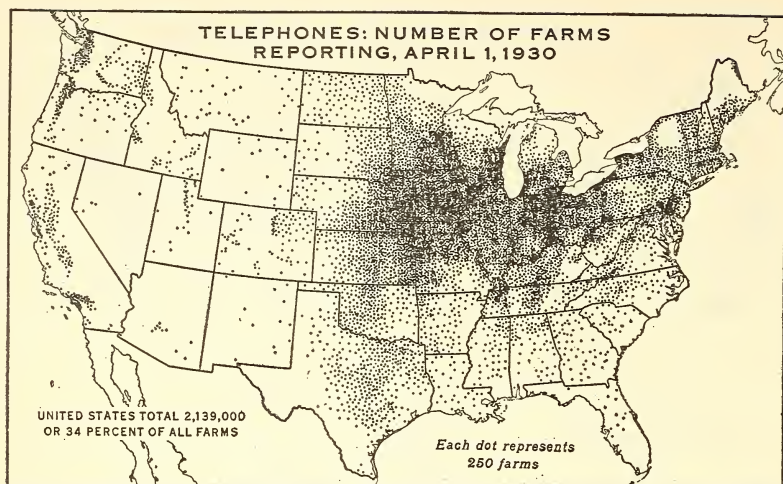 TELEPHONES: NUMBER OF FARMS
REPORTING, APRIL 1, 1930
UNITED STATES TOTAL 2,139,000
OR 34 PERCENT OF ALL FARMS
Each dot represents
250 farms